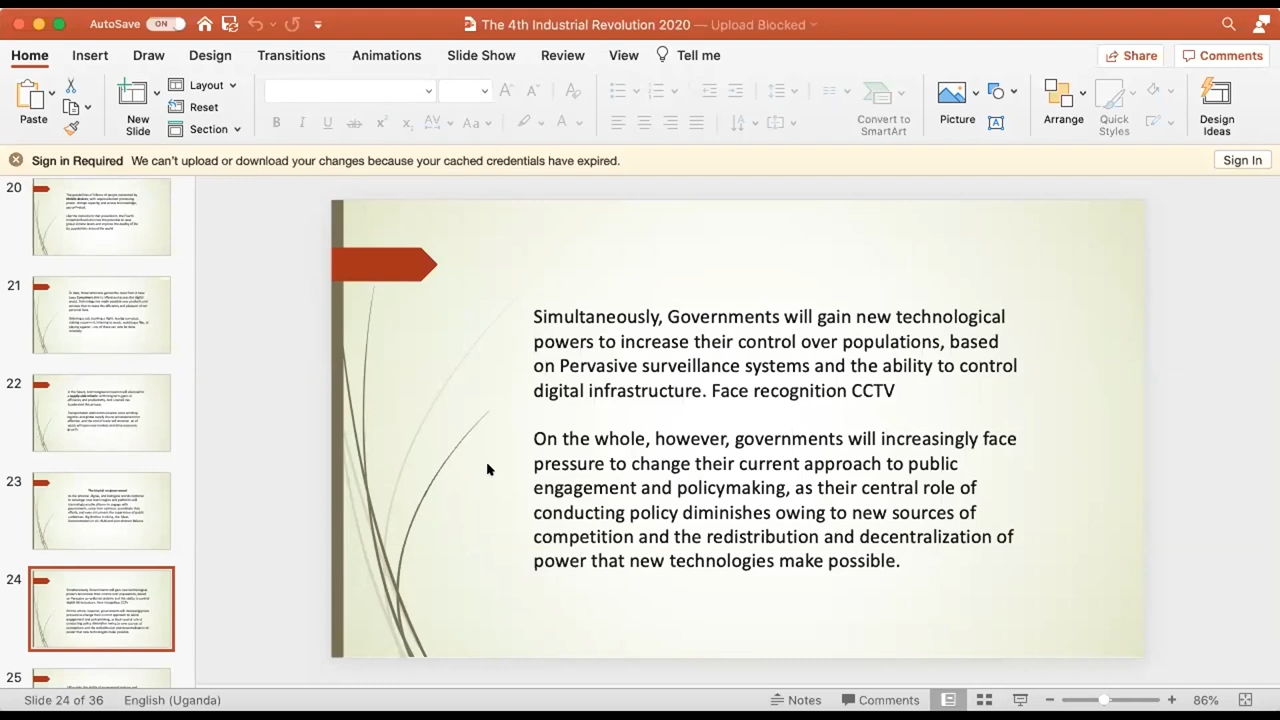 AutoSave ON The 4th Industrial Revolution 2020 — Upload Blocked
Home Insert Draw Design Transitions Animations Slide Show Review View Tell me Share Comments
Paste New Slide Layout Reset Section Convert to SmartArt Picture Arrange Quick Styles Design Ideas
Sign in Required We can't upload or download your changes because your cached credentials have expired. Sign In
20
21
22
23
24
25
Simultaneously, Governments will gain new technological
powers to increase their control over populations, based
on Pervasive surveillance systems and the ability to control
digital infrastructure. Face recognition CCTV
On the whole, however, governments will increasingly face
pressure to change their current approach to public
engagement and policymaking, as their central role of
conducting policy diminishes owing to new sources of
competition and the redistribution and decentralization of
power that new technologies make possible.
Slide 24 of 36 English (Uganda) Notes Comments 86%